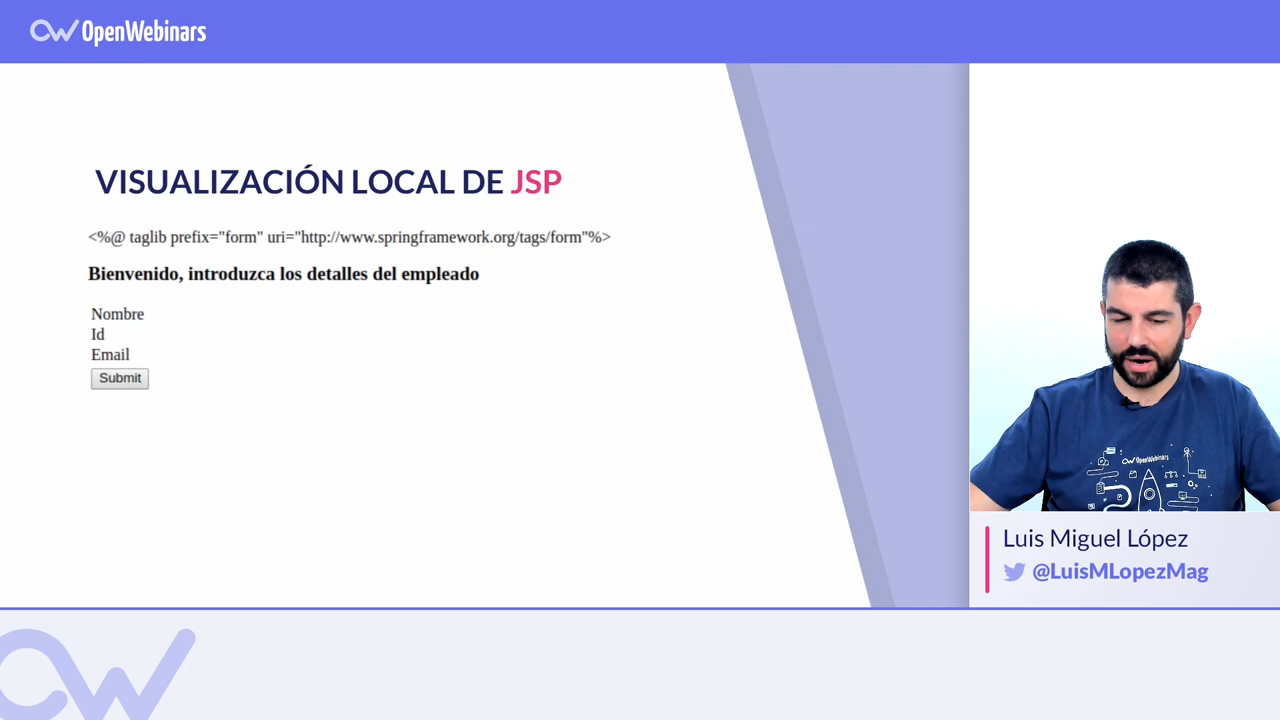 OpenWebinars
VISUALIZACIÓN LOCAL DE JSP
<%@ taglib prefix="form" uri="http://www.springframework.org/tags/form"%>
Bienvenido, introduzca los detalles del empleado
Nombre
Id
Email
Submit
OpenWebinars
Luis Miguel López
@LuisMLopezMag